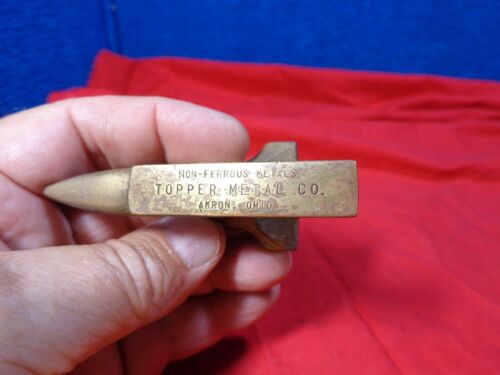 NON-FERROUS METALS
TOPPER METAL CO.
AKRON, OHIO